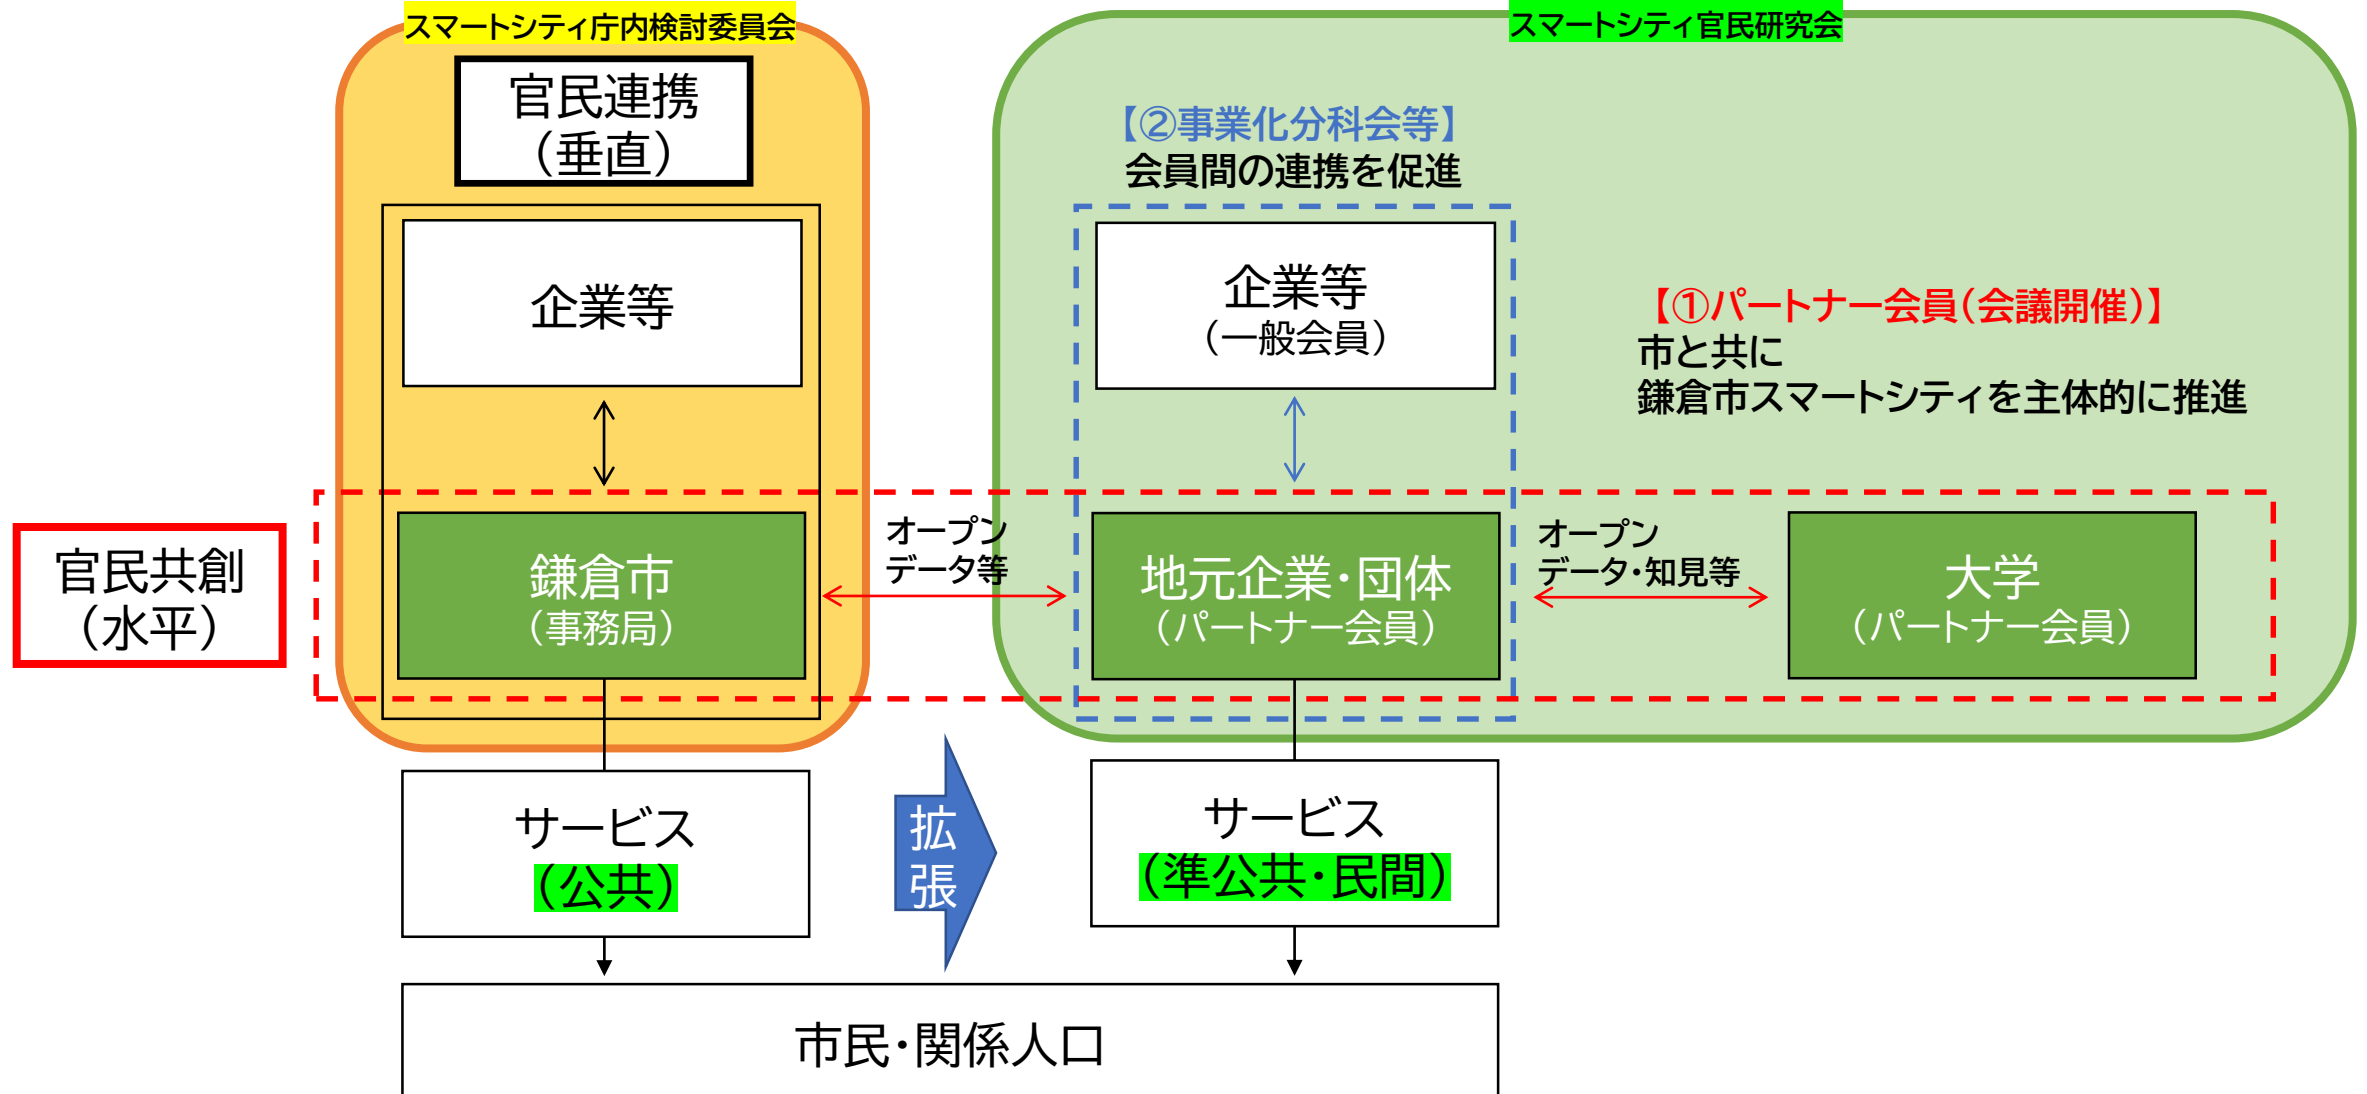 スマートシティ庁内検討委員会
官民連携
（垂直）
企業等
鎌倉市
（事務局）
官民共創
（水平）
オープン
データ等
スマートシティ官民研究会
【②事業化分科会等】
会員間の連携を促進
企業等
（一般会員）
【①パートナー会員（会議開催）】
市と共に
鎌倉市スマートシティを主体的に推進
地元企業・団体
（パートナー会員）
オープン
データ・知見等
大学
（パートナー会員）
サービス
（公共）
拡
張
サービス
（準公共・民間）
市民・関係人口